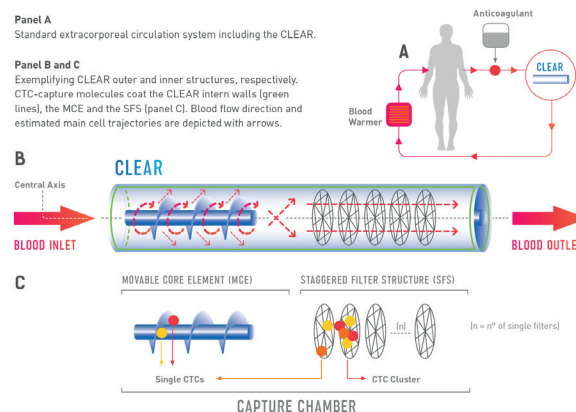 Panel A
Standard extracorporeal circulation system including the CLEAR.
Panel B and C
Exemplifying CLEAR outer and inner structures, respectively.
CTC-capture molecules coat the CLEAR intern walls (green
lines), the MCE and the SFS (panel C). Blood flow direction and
estimated main cell trajectories are depicted with arrows.
A
Anticoagulant
CLEAR
Blood
Warmer
B
CLEAR
Central Axis
BLOOD INLET
BLOOD OUTLE
C
MOVABLE CORE ELEMENT (MCE)
STAGGERED FILTER STRUCTURE (SFS)
(n)
(n = nº of single filters)
Single CTCs
CTC Cluster
CAPTURE CHAMBER